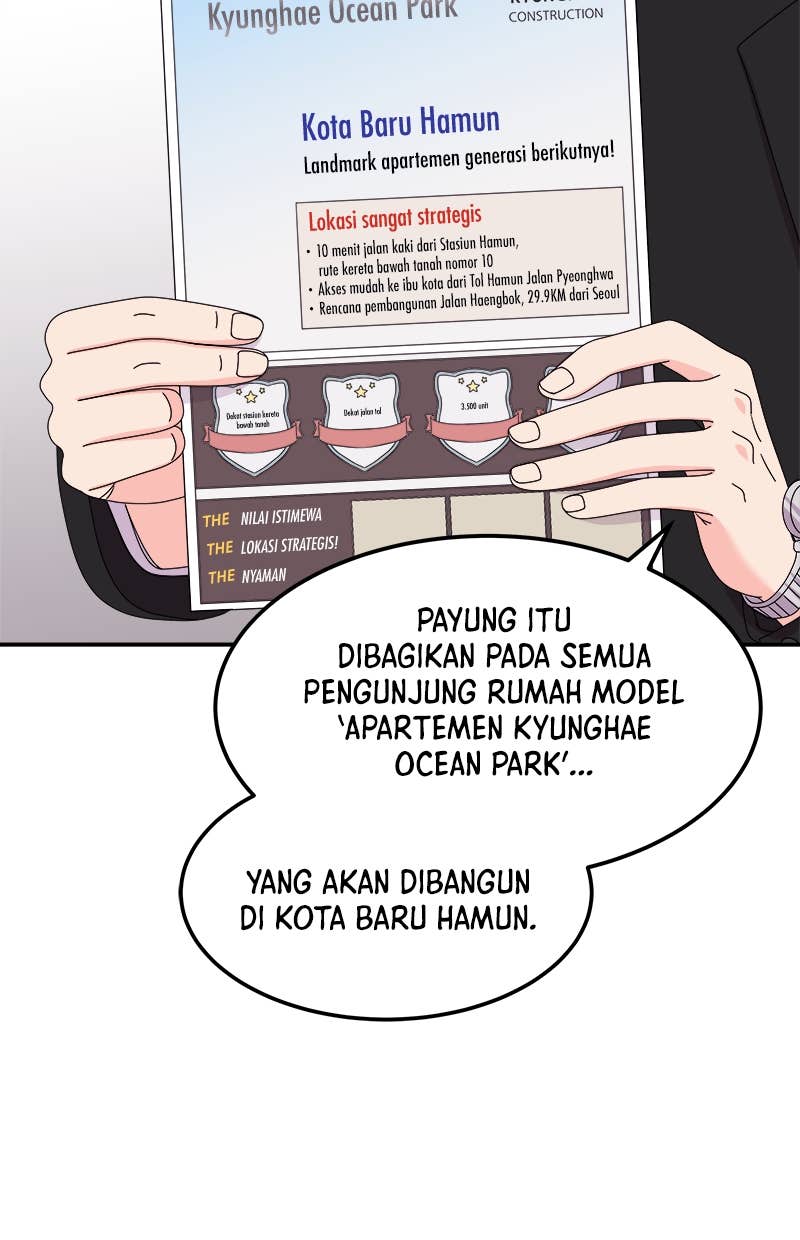 Kyunghae Ocean Park
CONSTRUCTION
Kota Baru Hamun
Landmark apartemen generasi berikutnya!
Lokasi sangat strategis
• 10 menit jalan kaki dari Stasiun Hamun,
rute kereta bawah tanah nomor 10
• Akses mudah ke ibu kota dari Tol Hamun Jalan Pyeonghwa
• Rencana pembangunan Jalan Haengbok, 29.9KM dari Seoul
Dekat stasiun kereta
bawah tanah
Dekat jalan tol
3.500 unit
THE NILAI ISTIMEWA
THE LOKASI STRATEGIS!
THE NYAMAN
PAYUNG ITU
DIBAGIKAN PADA SEMUA
PENGUNJUNG RUMAH MODEL
‘APARTEMEN KYUNGHAE
OCEAN PARK’...
YANG AKAN DIBANGUN
DI KOTA BARU HAMUN.